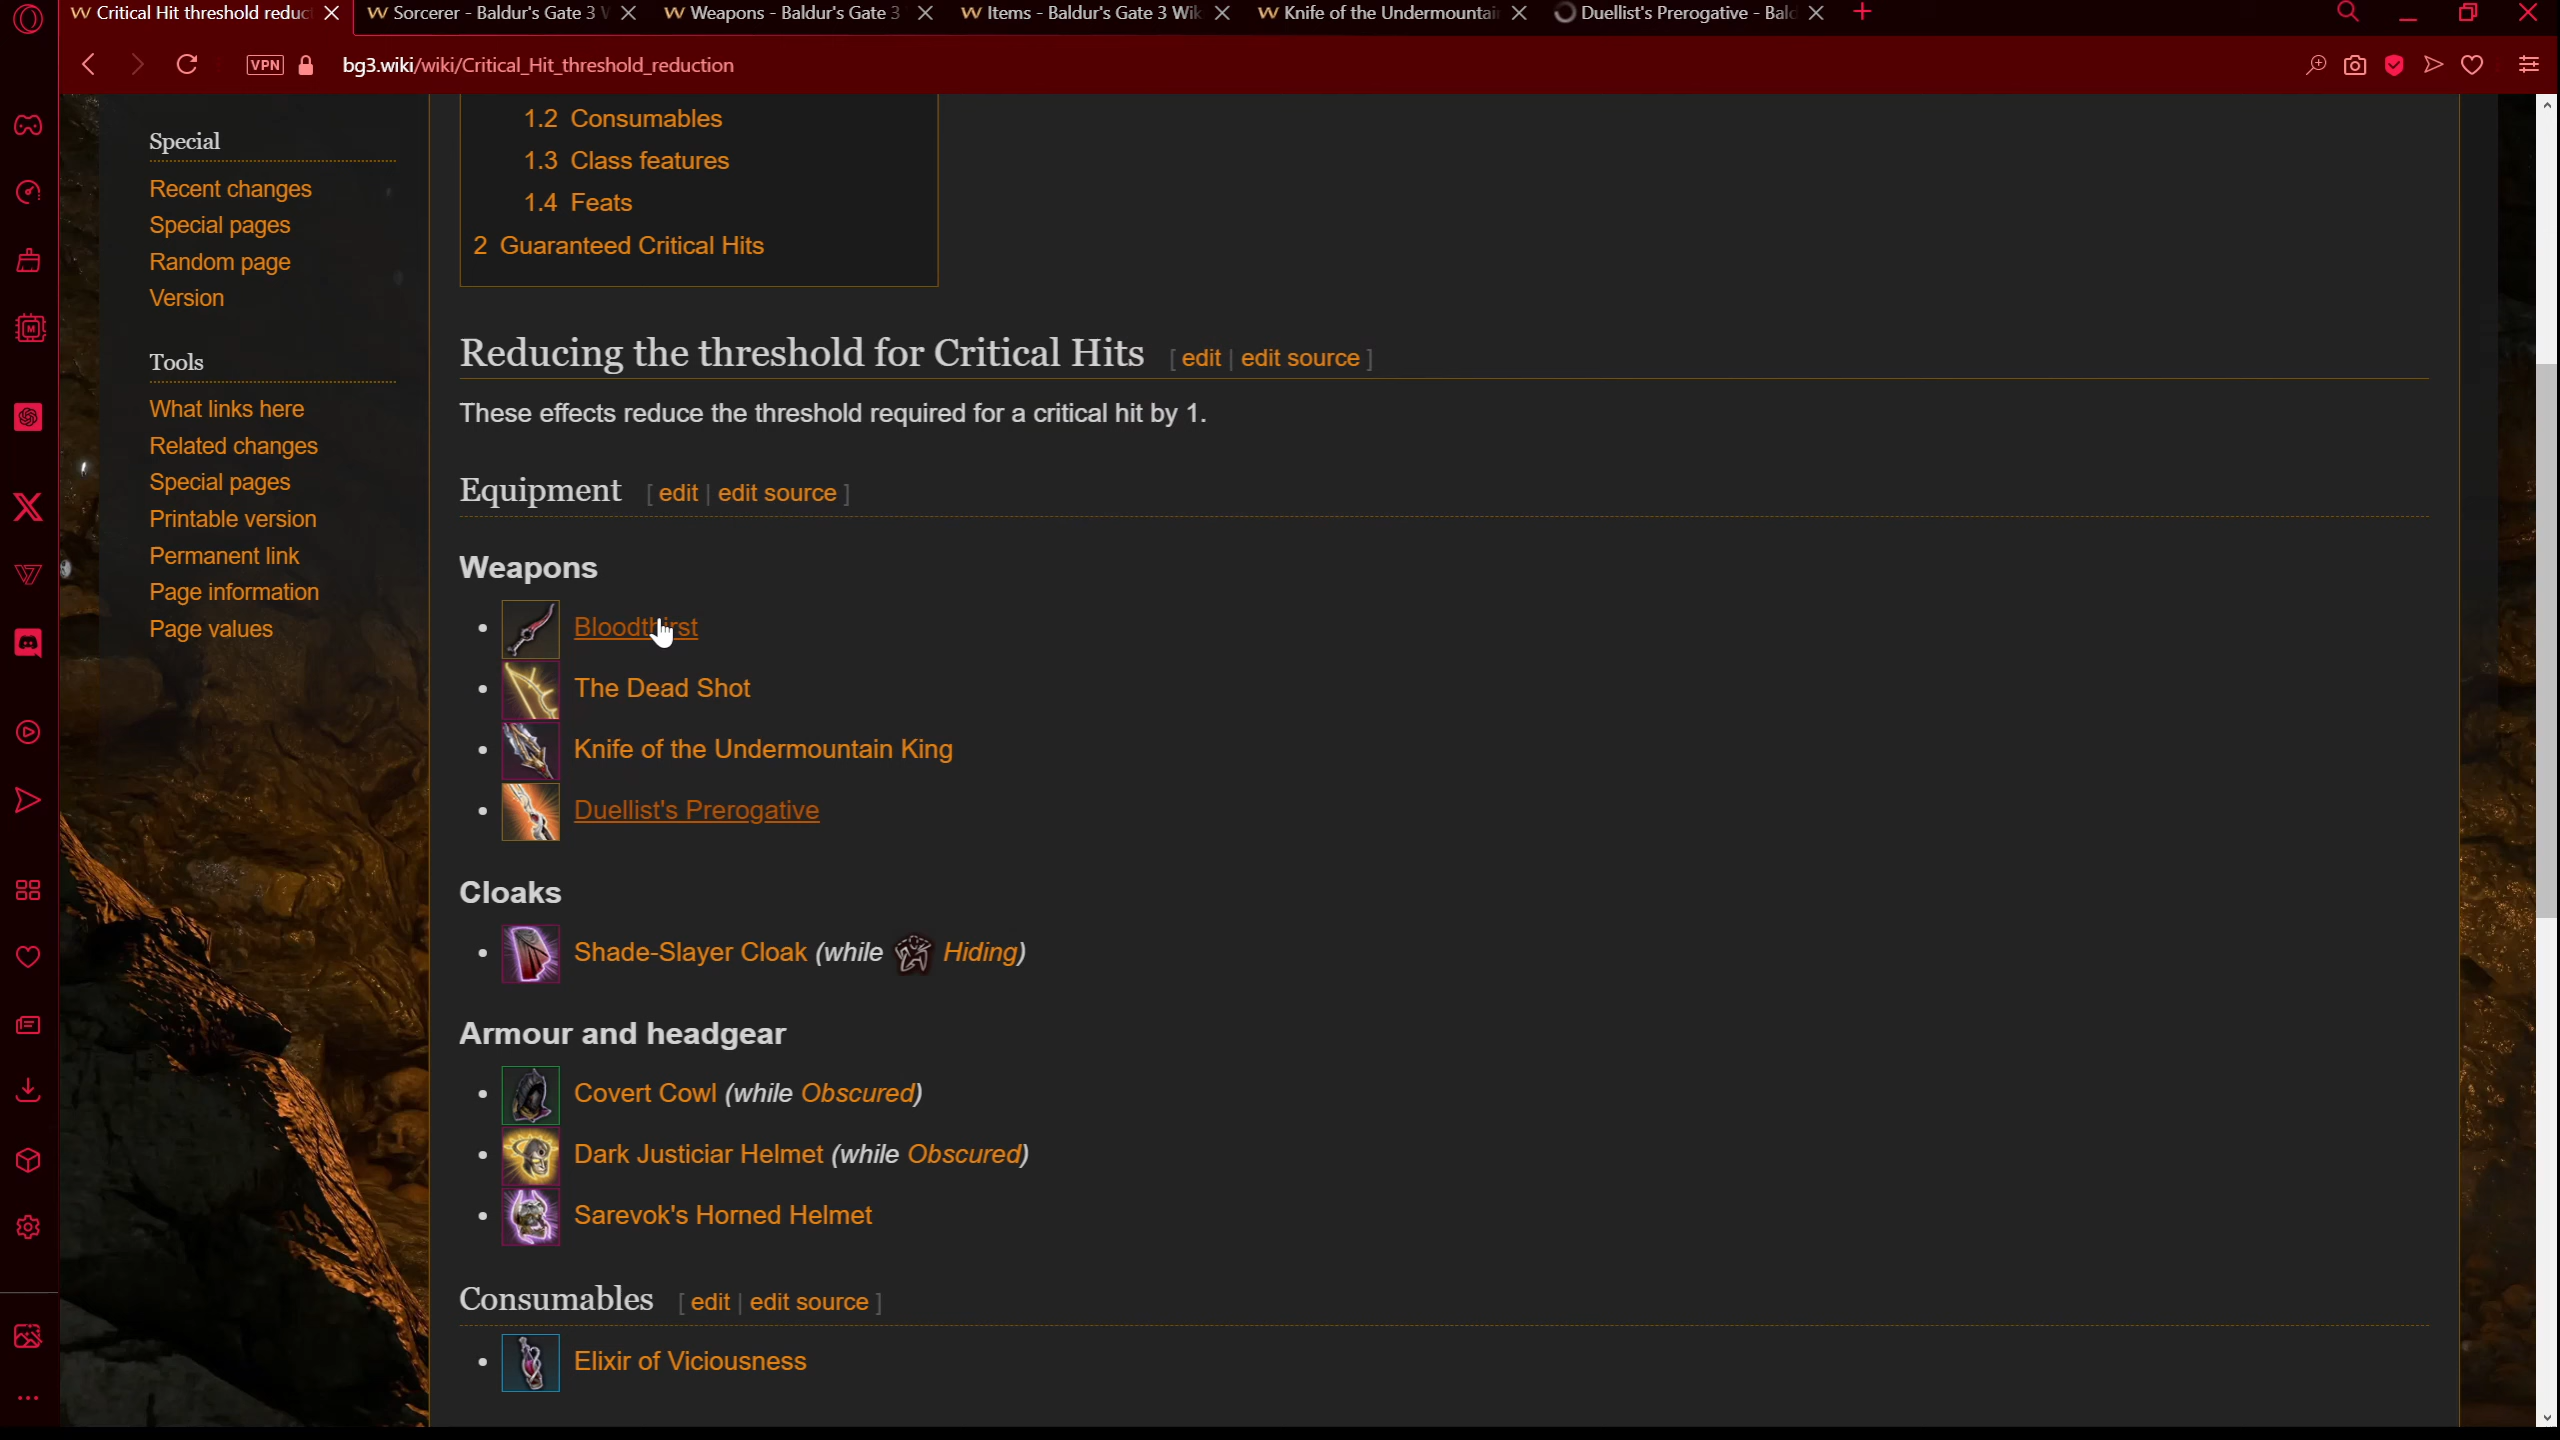 Critical Hit threshold reduc
Sorcerer - Baldur's Gate 3
Weapons - Baldur's Gate 3
Items - Baldur's Gate 3 Wik
Knife of the Undermountai
Duellist's Prerogative - Bal
VPN
bg3.wiki/wiki/Critical_Hit_threshold_reduction
Special
Recent changes
Special pages
Random page
Version
Tools
What links here
Related changes
Special pages
Printable version
Permanent link
Page information
Page values
1.2 Consumables
1.3 Class features
1.4 Feats
2 Guaranteed Critical Hits
Reducing the threshold for Critical Hits [ edit | edit source ]
These effects reduce the threshold required for a critical hit by 1.
Equipment [ edit | edit source ]
Weapons
Bloodthirst
The Dead Shot
Knife of the Undermountain King
Duellist's Prerogative
Cloaks
Shade-Slayer Cloak (while Hiding)
Armour and headgear
Covert Cowl (while Obscured)
Dark Justiciar Helmet (while Obscured)
Sarevok's Horned Helmet
Consumables [ edit | edit source ]
Elixir of Viciousness